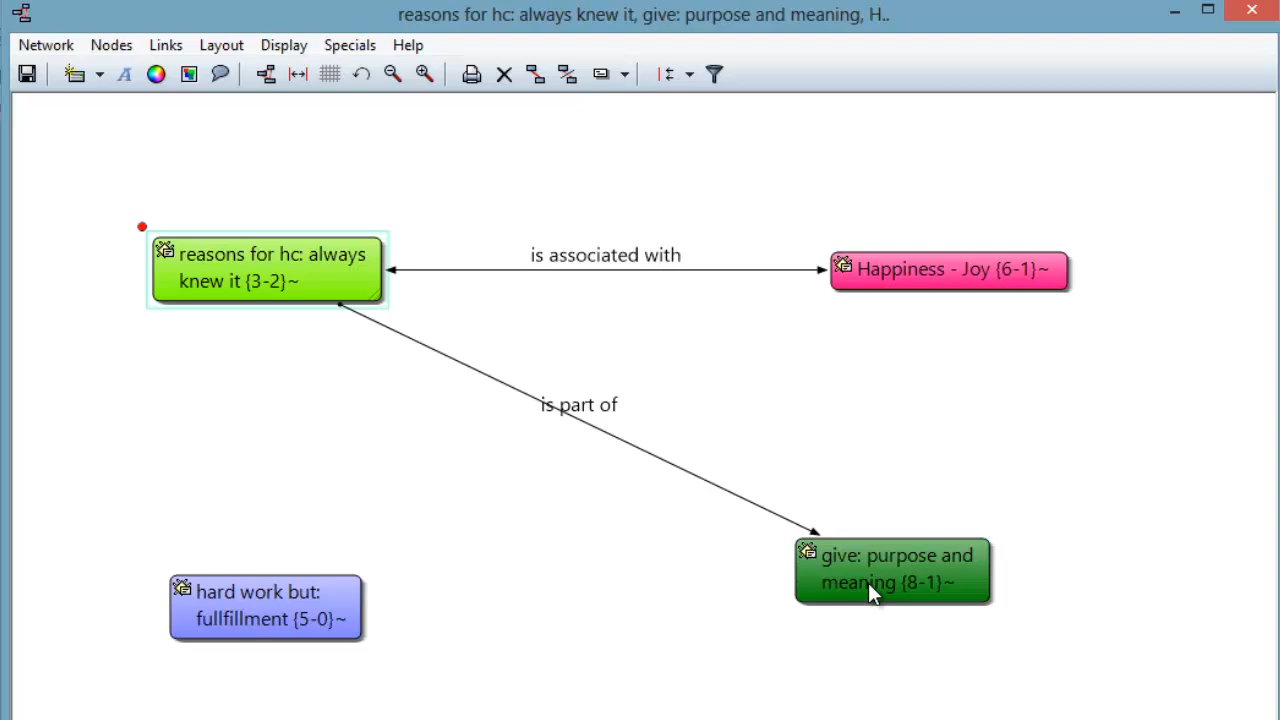 reasons for hc: always knew it, give: purpose and meaning, H..
Network Nodes Links Layout Display Specials Help
reasons for hc: always
knew it {3-2}~
is associated with
Happiness - Joy {6-1}~
is part of
give: purpose and
meaning {8-1}~
hard work but:
fullfillment {5-0}~